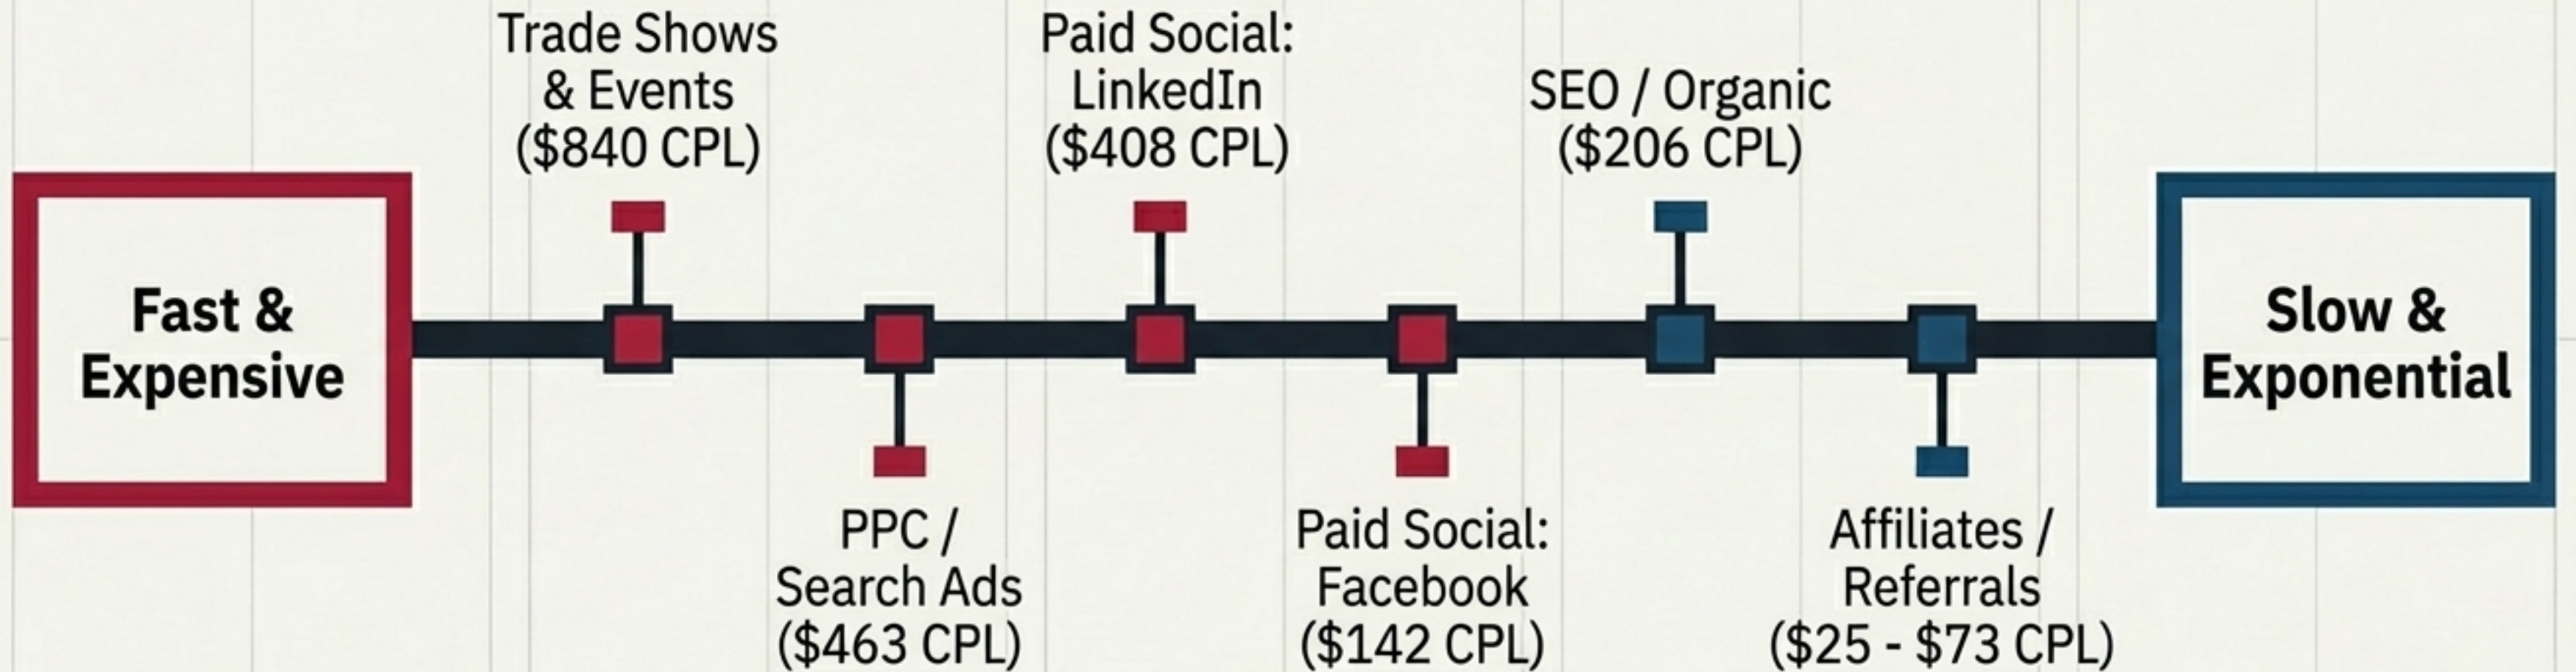 Fast &
Expensive
Trade Shows
& Events
($840 CPL)
PPC /
Search Ads
($463 CPL)
Paid Social:
LinkedIn
($408 CPL)
Paid Social:
Facebook
($142 CPL)
SEO / Organic
($206 CPL)
Affiliates /
Referrals
($25 - $73 CPL)
Slow &
Exponential